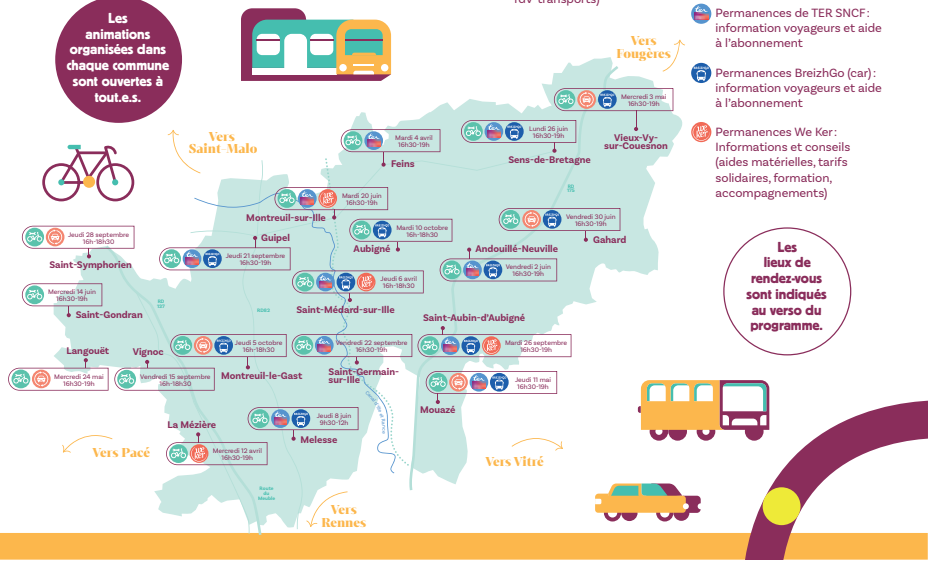 rdv transports)
Les
animations
organisées dans
chaque commune
sont ouvertes à
tout.e.s.
Vers
Fougères
Permanences de TER SNCF :
information voyageurs et aide
à l'abonnement
Permanences BreizhGo (car) :
information voyageurs et aide
à l'abonnement
Permanences We Ker :
Informations et conseils
(aides matérielles, tarifs
solidaires, formation,
accompagnements)
Vers
Saint-Malo
Mercredi 3 mai
16h30-19h
Vieux-Vy-
sur-Couesnon
Lundi 26 juin
16h30-19h
Sens-de-Bretagne
Mardi 4 avril
16h30-19h
Feins
Mardi 20 juin
16h30-19h
Montreuil-sur-Ille
Mardi 10 octobre
16h-18h30
Aubigné
Vendredi 30 juin
16h30-19h
Gahard
Jeudi 28 septembre
16h-18h30
Saint-Symphorien
Guipel
Jeudi 21 septembre
16h30-19h
Andouillé-Neuville
Vendredi 2 juin
16h30-19h
Jeudi 6 avril
16h-18h30
Saint-Médard-sur-Ille
Mercredi 14 juin
16h30-19h
Saint-Gondran
Saint-Aubin-d'Aubigné
Mardi 26 septembre
16h30-19h
Jeudi 5 octobre
16h-18h30
Montreuil-le-Gast
Vendredi 22 septembre
16h30-19h
Saint-Germain-
sur-Ille
Langouët
Mercredi 24 mai
16h30-19h
Vignoc
Vendredi 15 septembre
16h-18h30
Jeudi 11 mai
16h30-19h
Mouazé
Jeudi 8 juin
9h30-12h
Melesse
La Mézière
Mercredi 12 avril
16h30-19h
Vers Pacé
Vers Vitré
Vers
Rennes
Route
du
Meuble
Les
lieux de
rendez-vous
sont indiqués
au verso du
programme.